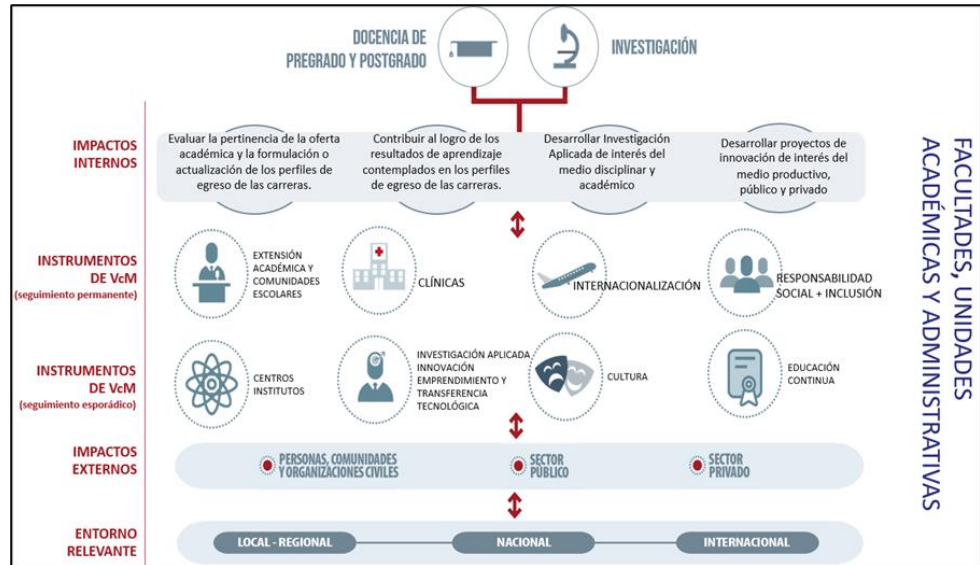 DOCENCIA DE
PREGRADO Y POSTGRADO
INVESTIGACIÓN
IMPACTOS
INTERNOS
Evaluar la pertinencia de la oferta
académica y la formulación o
actualización de los perfiles de
egreso de las carreras.
Contribuir al logro de los
resultados de aprendizaje
contemplados en los perfiles
de egreso de las carreras.
Desarrollar Investigación
Aplicada de interés del
medio disciplinar y
académico
Desarrollar proyectos de
innovación de interés del
medio productivo,
público y privado
INSTRUMENTOS
DE VcM
(seguimiento permanente)
EXTENSIÓN
ACADÉMICA Y
COMUNIDADES
ESCOLARES
CLÍNICAS
INTERNACIONALIZACIÓN
RESPONSABILIDAD
SOCIAL + INCLUSIÓN
INSTRUMENTOS
DE VcM
(seguimiento esporádico)
CENTROS
INSTITUTOS
INVESTIGACIÓN APLICADA
INNOVACIÓN
EMPRENDIMIENTO Y
TRANSFERENCIA
TECNOLÓGICA
CULTURA
EDUCACIÓN
CONTINUA
IMPACTOS
EXTERNOS
PERSONAS, COMUNIDADES
Y ORGANIZACIONES CIVILES
SECTOR
PÚBLICO
SECTOR
PRIVADO
ENTORNO
RELEVANTE
LOCAL - REGIONAL
NACIONAL
INTERNACIONAL
FACULTADES, UNIDADES
ACADÉMICAS Y ADMINISTRATIVAS